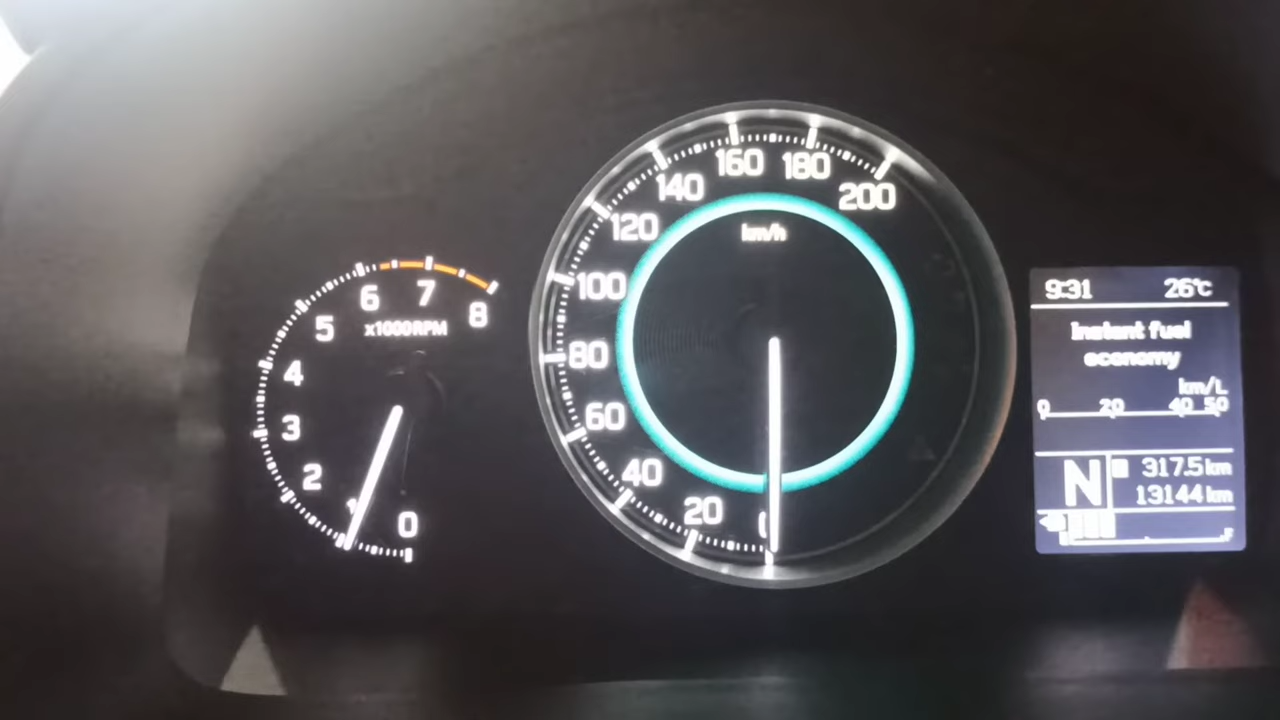 8
7
6
5
4
3
2
1
0
x1000RPM
200
180
160
140
120
100
80
60
40
20
km/h
9:31 26°C
Instant fuel
economy
km/L
0 20 40 50
N
317.5 km
13144 km
F